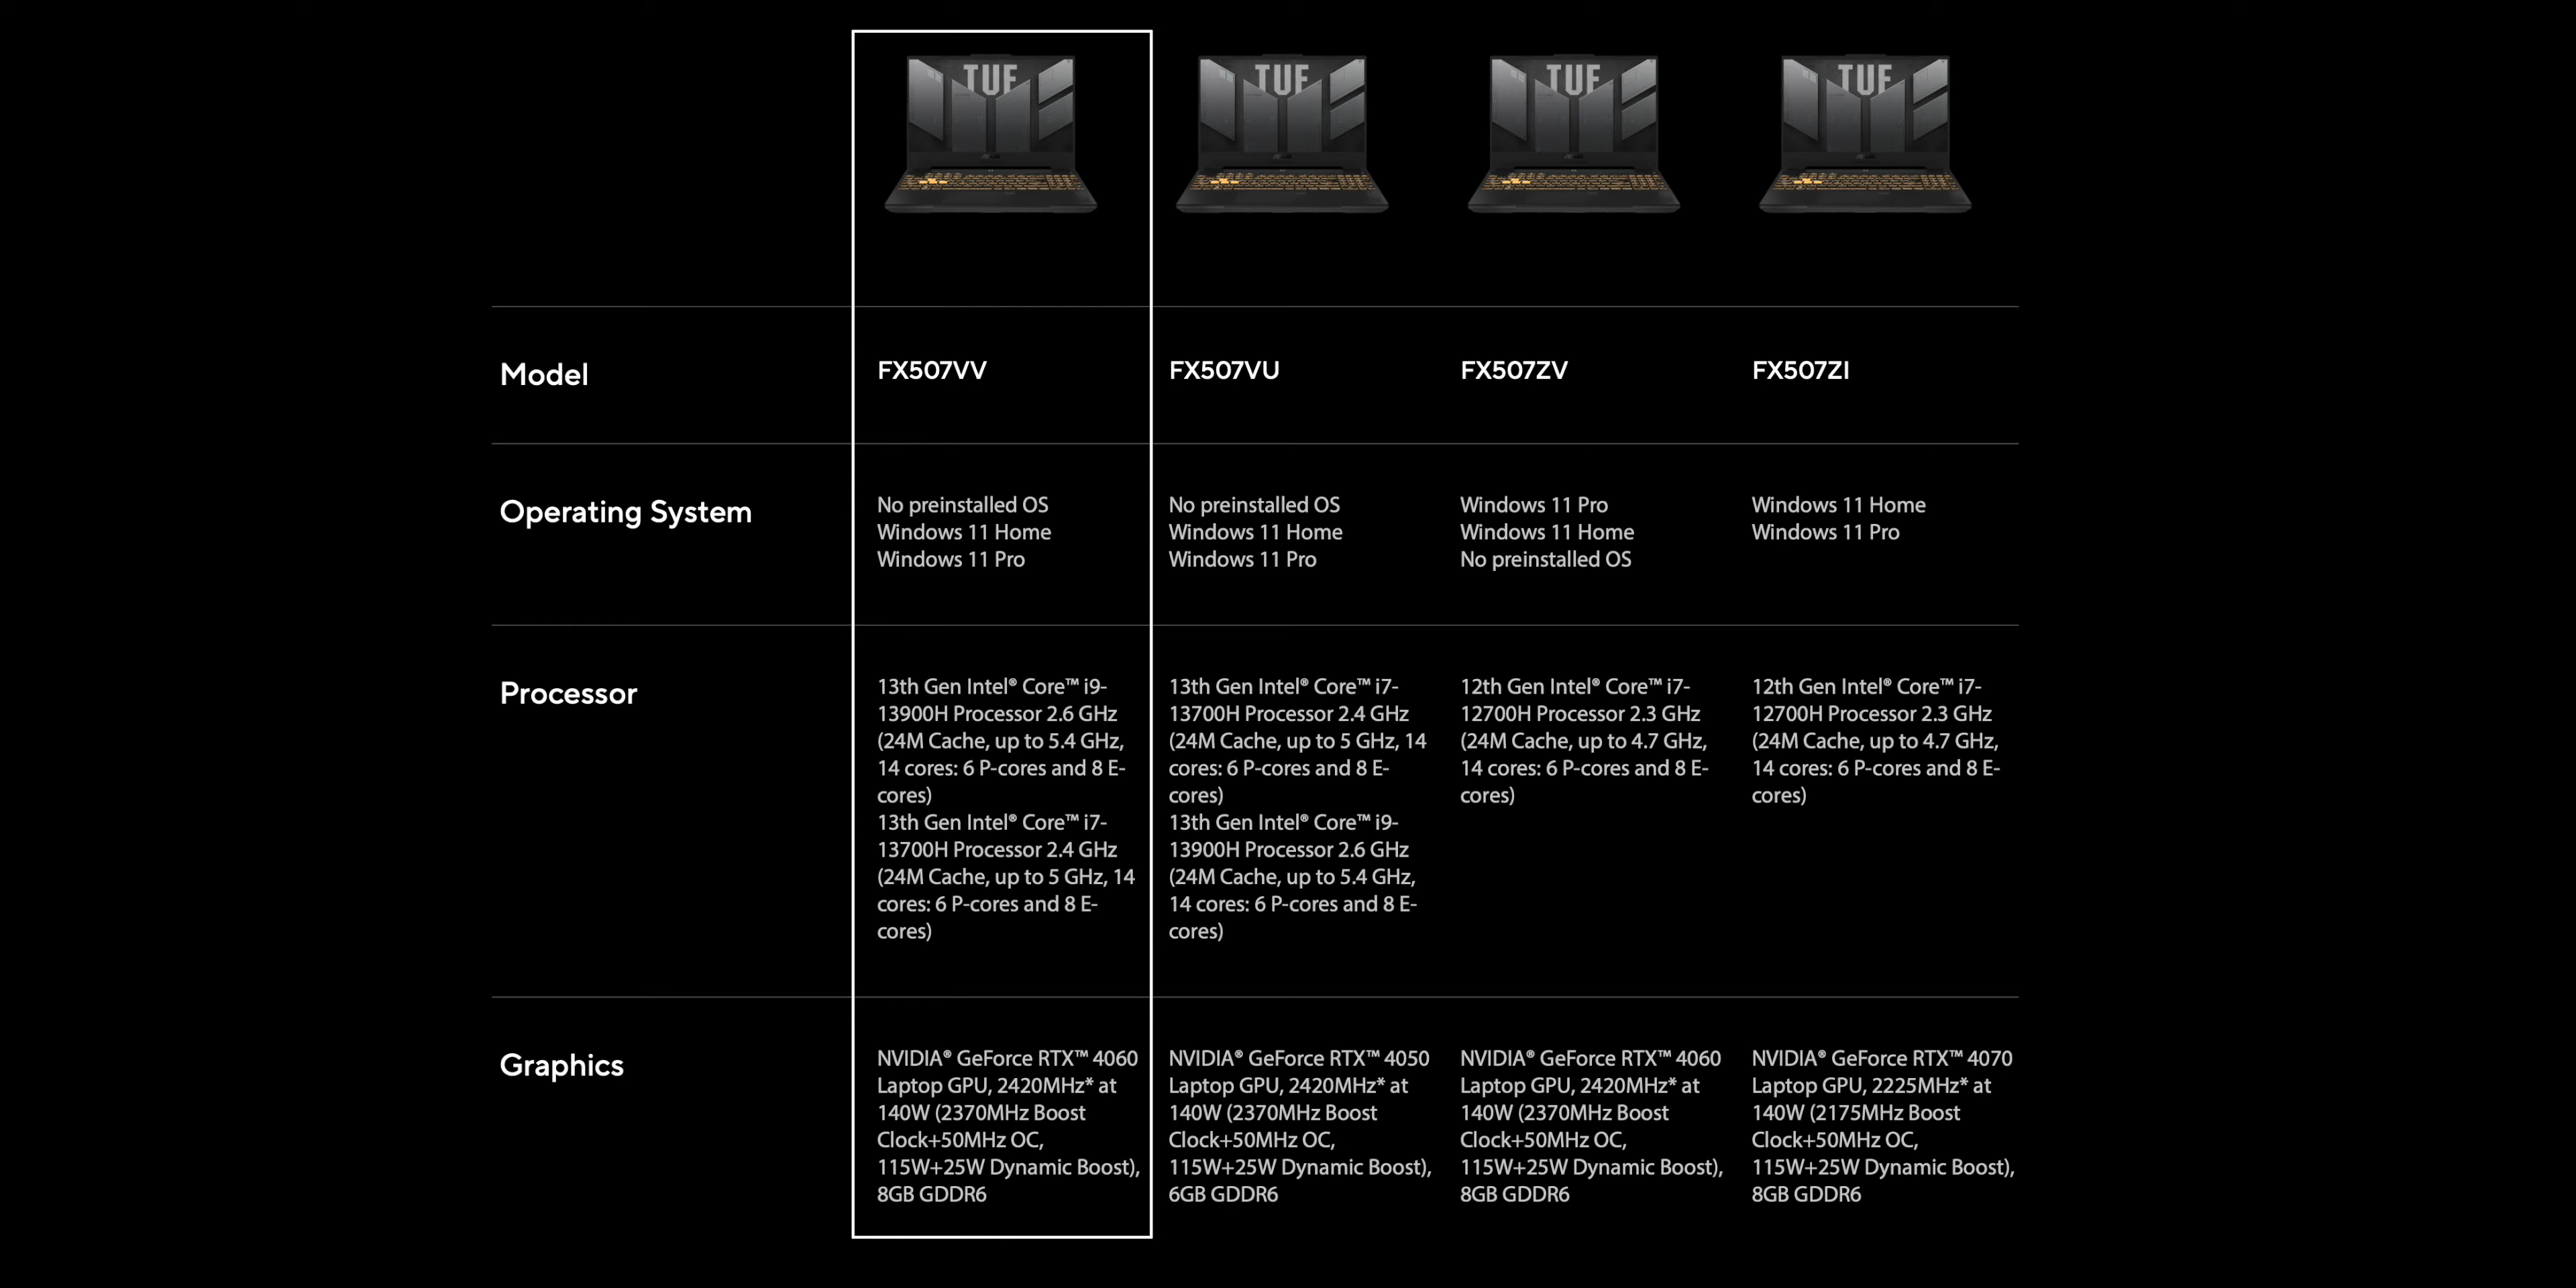 TUF
TUF
TUF
TUF
Model
FX507VV
FX507VU
FX507ZV
FX507ZI
Operating System
No preinstalled OS
Windows 11 Home
Windows 11 Pro
No preinstalled OS
Windows 11 Home
Windows 11 Pro
Windows 11 Pro
Windows 11 Home
No preinstalled OS
Windows 11 Home
Windows 11 Pro
Processor
13th Gen Intel® Core™ i9-
13900H Processor 2.6 GHz
(24M Cache, up to 5.4 GHz,
14 cores: 6 P-cores and 8 E-
cores)
13th Gen Intel® Core™ i7-
13700H Processor 2.4 GHz
(24M Cache, up to 5 GHz, 14
cores: 6 P-cores and 8 E-
cores)
13th Gen Intel® Core™ i7-
13700H Processor 2.4 GHz
(24M Cache, up to 5 GHz, 14
cores: 6 P-cores and 8 E-
cores)
13th Gen Intel® Core™ i9-
13900H Processor 2.6 GHz
(24M Cache, up to 5.4 GHz,
14 cores: 6 P-cores and 8 E-
cores)
12th Gen Intel® Core™ i7-
12700H Processor 2.3 GHz
(24M Cache, up to 4.7 GHz,
14 cores: 6 P-cores and 8 E-
cores)
12th Gen Intel® Core™ i7-
12700H Processor 2.3 GHz
(24M Cache, up to 4.7 GHz,
14 cores: 6 P-cores and 8 E-
cores)
Graphics
NVIDIA® GeForce RTX™ 4060
Laptop GPU, 2420MHz* at
140W (2370MHz Boost
Clock+50MHz OC,
115W+25W Dynamic Boost),
8GB GDDR6
NVIDIA® GeForce RTX™ 4050
Laptop GPU, 2420MHz* at
140W (2370MHz Boost
Clock+50MHz OC,
115W+25W Dynamic Boost),
6GB GDDR6
NVIDIA® GeForce RTX™ 4060
Laptop GPU, 2420MHz* at
140W (2370MHz Boost
Clock+50MHz OC,
115W+25W Dynamic Boost),
8GB GDDR6
NVIDIA® GeForce RTX™ 4070
Laptop GPU, 2225MHz* at
140W (2175MHz Boost
Clock+50MHz OC,
115W+25W Dynamic Boost),
8GB GDDR6